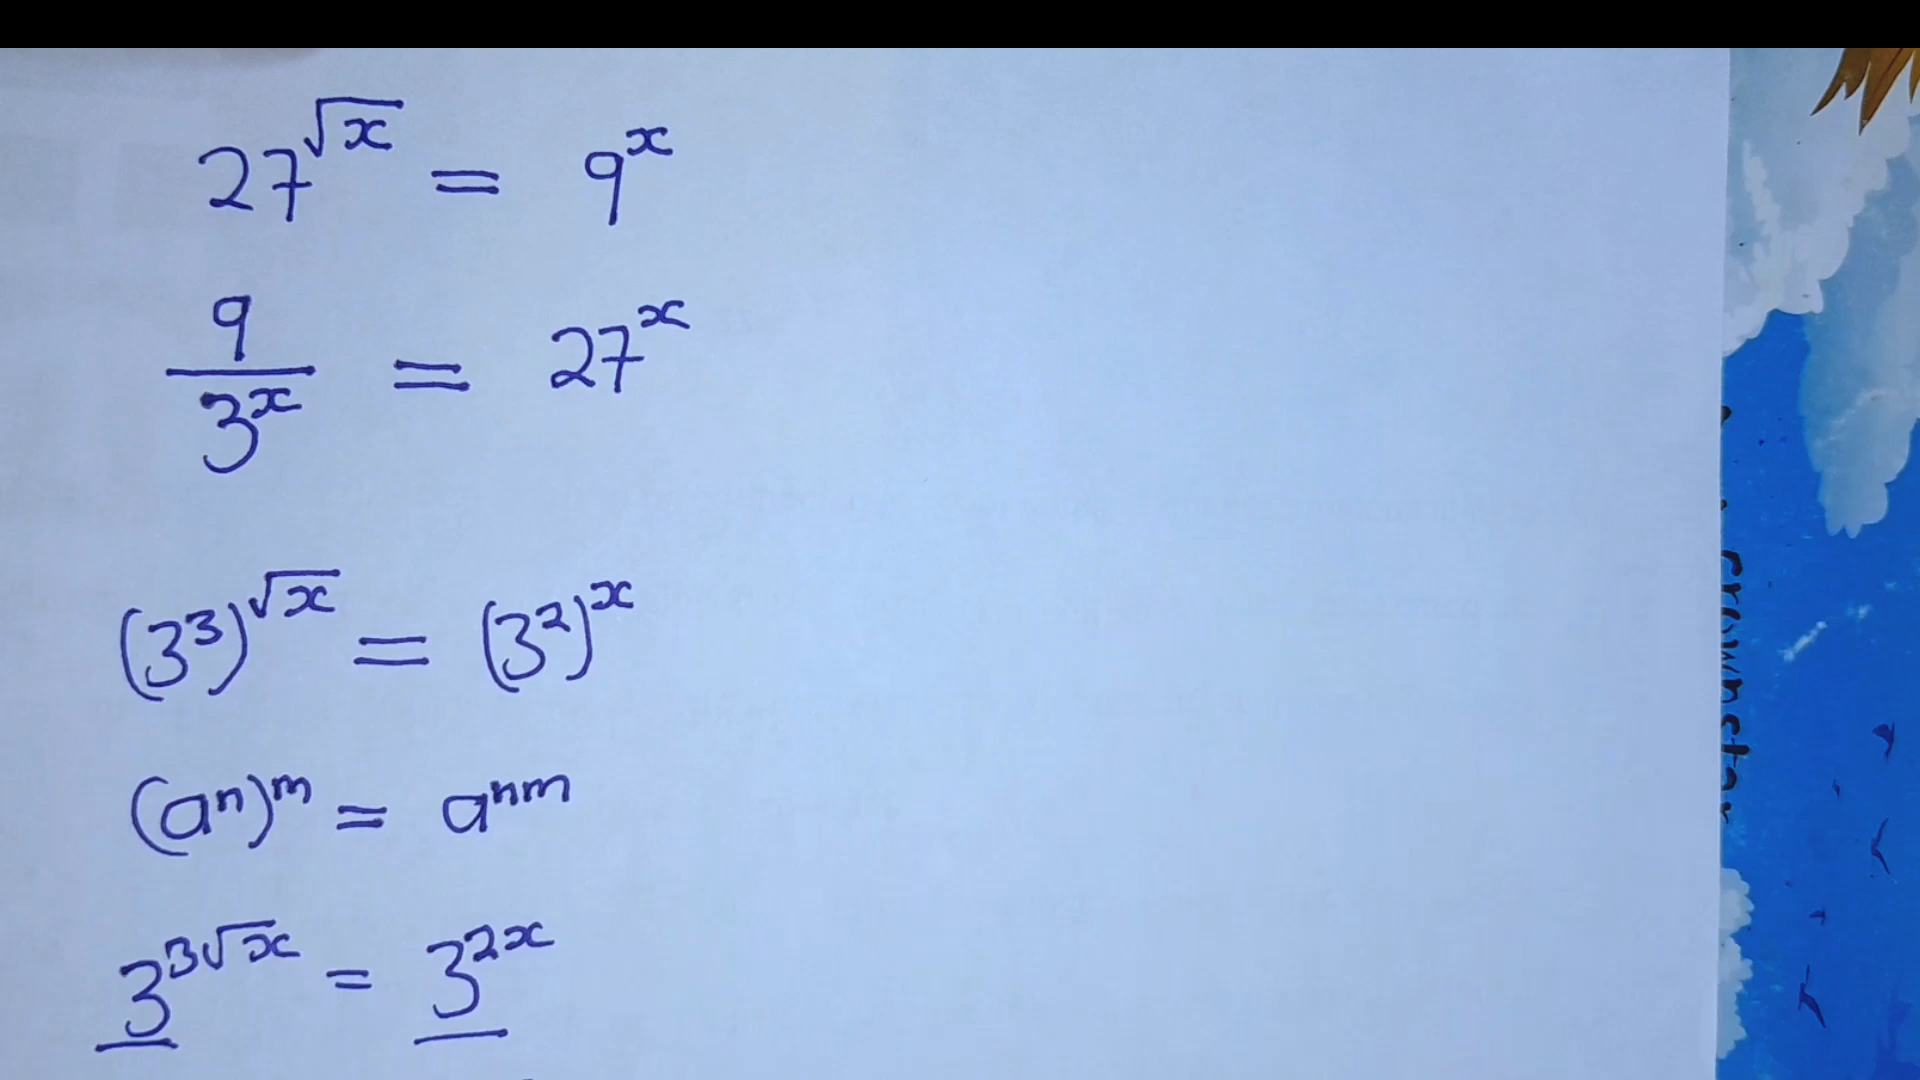 27^√x = 9^x
9/3^x = 27^x
(3^3)^√x = (3^2)^x
(a^n)^m = a^nm
3^3√x = 3^2x